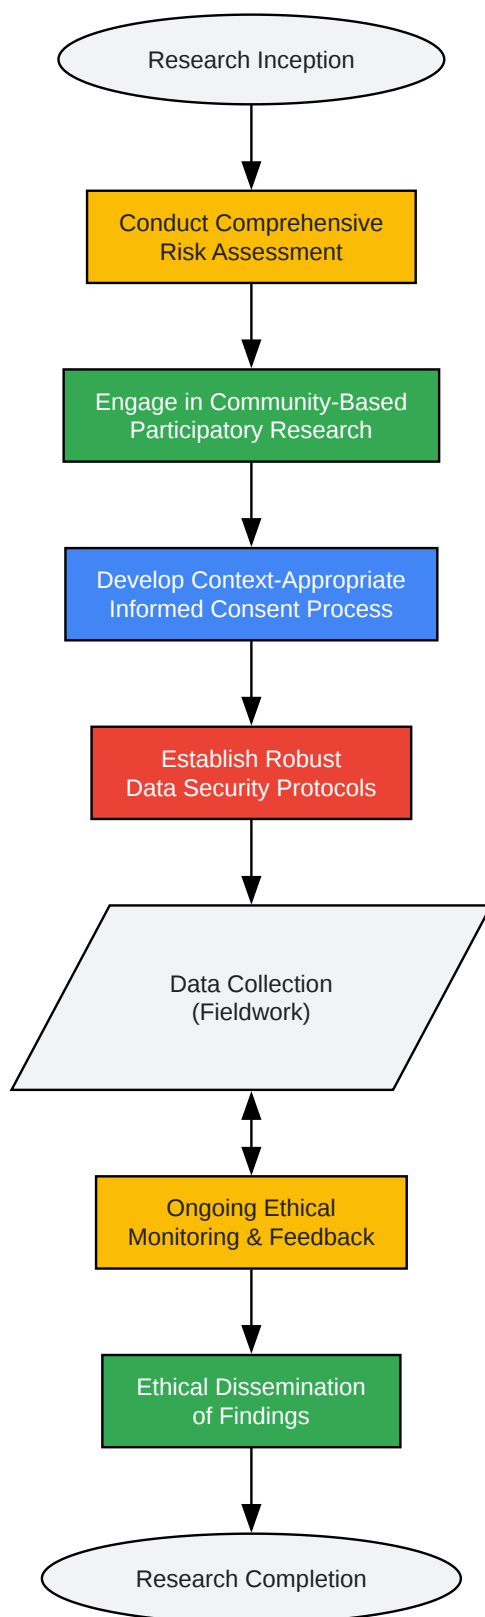 Research Inception
Conduct Comprehensive
Risk Assessment
Engage in Community-Based
Participatory Research
Develop Context-Appropriate
Informed Consent Process
Establish Robust
Data Security Protocols
Data Collection
(Fieldwork)
Ongoing Ethical
Monitoring & Feedback
Ethical Dissemination
of Findings
Research Completion